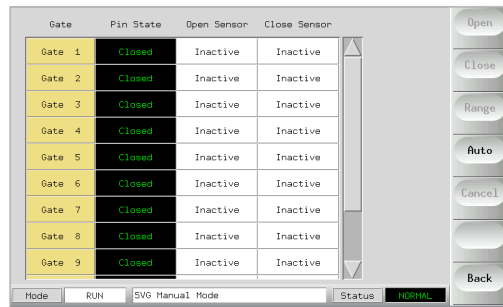 Gate Pin State Open Sensor Close Sensor
Gate 1 Closed Inactive Inactive
Gate 2 Closed Inactive Inactive
Gate 3 Closed Inactive Inactive
Gate 4 Closed Inactive Inactive
Gate 5 Closed Inactive Inactive
Gate 6 Closed Inactive Inactive
Gate 7 Closed Inactive Inactive
Gate 8 Closed Inactive Inactive
Gate 9 Closed Inactive Inactive
Open
Close
Range
Auto
Cancel
Back
Mode RUN SVG Manual Mode Status NORMAL